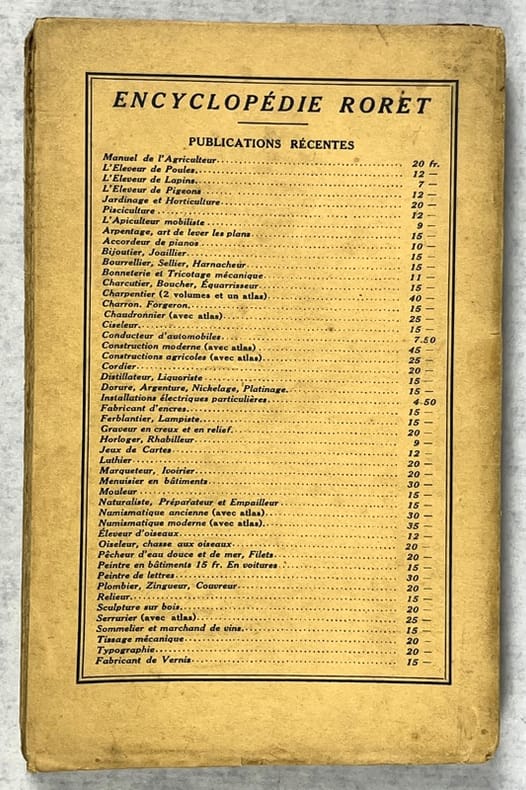 ENCYCLOPÉDIE RORET
PUBLICATIONS RÉCENTES
Manuel de l'Agriculteur 20 fr.
L'Eleveur de Poules. 12 —
L'Eleveur de Lapins. 7 —
L'Eleveur de Pigeons 12 —
Jardinage et Horticulture 20 —
Pisciculture 12 —
L'Apiculteur mobiliste 9 —
Arpentage, art de lever les plans 15 —
Accordeur de pianos 10 —
Bijoutier, Joaillier 15 —
Bourrellier, Sellier, Harnacheur 15 —
Bonneterie et Tricotage mécanique 11 —
Charcutier, Boucher, Équarrisseur 15 —
Charpentier (2 volumes et un atlas) 40 —
Charron. Forgeron. 15 —
Chaudronnier (avec atlas) 25 —
Ciseleur. 15 —
Conducteur d'automobiles 7.50
Construction moderne (avec atlas) 45 —
Constructions agricoles (avec atlas) 25 —
Cordier 20 —
Distillateur, Liquoriste 15 —
Dorure, Argenture, Nickelage, Platinage. 15 —
Installations électriques particulières 4.50
Fabricant d'encres 15 —
Ferblantier, Lampiste. 15 —
Graveur en creux et en relief. 20 —
Horloger, Rhabilleur 9 —
Jeux de Cartes 12 —
Luthier 20 —
Marqueteur, Ivoirier 20 —
Menuisier en bâtiments 30 —
Mouleur 15 —
Naturaliste, Préparateur et Empailleur 15 —
Numismatique ancienne (avec atlas) 30 —
Numismatique moderne (avec atlas). 35 —
Éleveur d'oiseaux. 12 —
Oiseleur, chasse aux oiseaux 20 —
Pêcheur d'eau douce et de mer, Filets 20 —
Peintre en bâtiments 15 fr. En voitures 15 —
Peintre de lettres 30 —
Plombier, Zingueur, Couvreur 20 —
Relieur. 15 —
Sculpture sur bois 20 —
Serrurier (avec atlas) 25 —
Sommelier et marchand de vins. 15 —
Tissage mécanique 20 —
Typographie. 20 —
Fabricant de Vernis 15 —